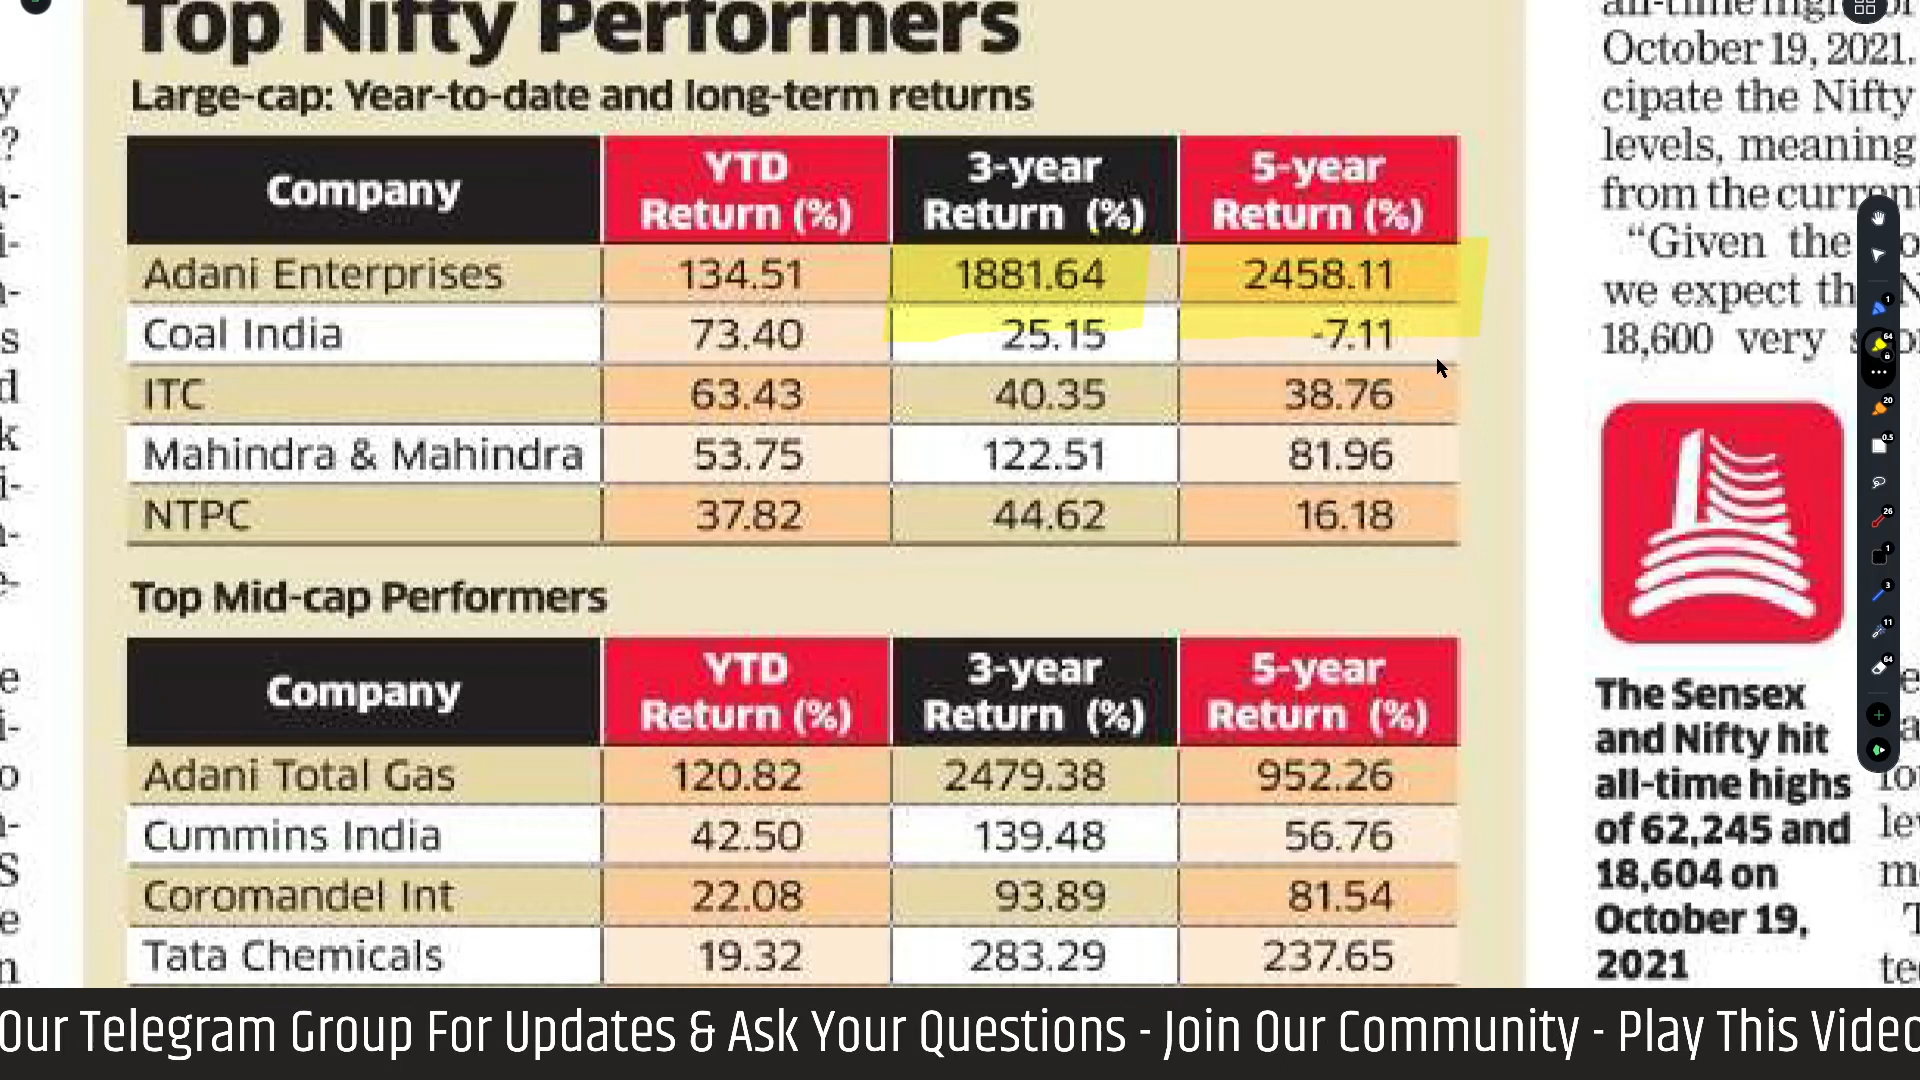 Top Nifty Performers
Large-cap: Year-to-date and long-term returns
Company YTD Return (%) 3-year Return (%) 5-year Return (%)
Adani Enterprises 134.51 1881.64 2458.11
Coal India 73.40 25.15 -7.11
ITC 63.43 40.35 38.76
Mahindra & Mahindra 53.75 122.51 81.96
NTPC 37.82 44.62 16.18
Top Mid-cap Performers
Company YTD Return (%) 3-year Return (%) 5-year Return (%)
Adani Total Gas 120.82 2479.38 952.26
Cummins India 42.50 139.48 56.76
Coromandel Int 22.08 93.89 81.54
Tata Chemicals 19.32 283.29 237.65
October 19, 2021.
cipate the Nifty
levels, meaning
from the current
“Given the
we expect
18,600 very
The Sensex
and Nifty hit
all-time highs
of 62,245 and
18,604 on
October 19,
2021
Our Telegram Group For Updates & Ask Your Questions - Join Our Community - Play This Video